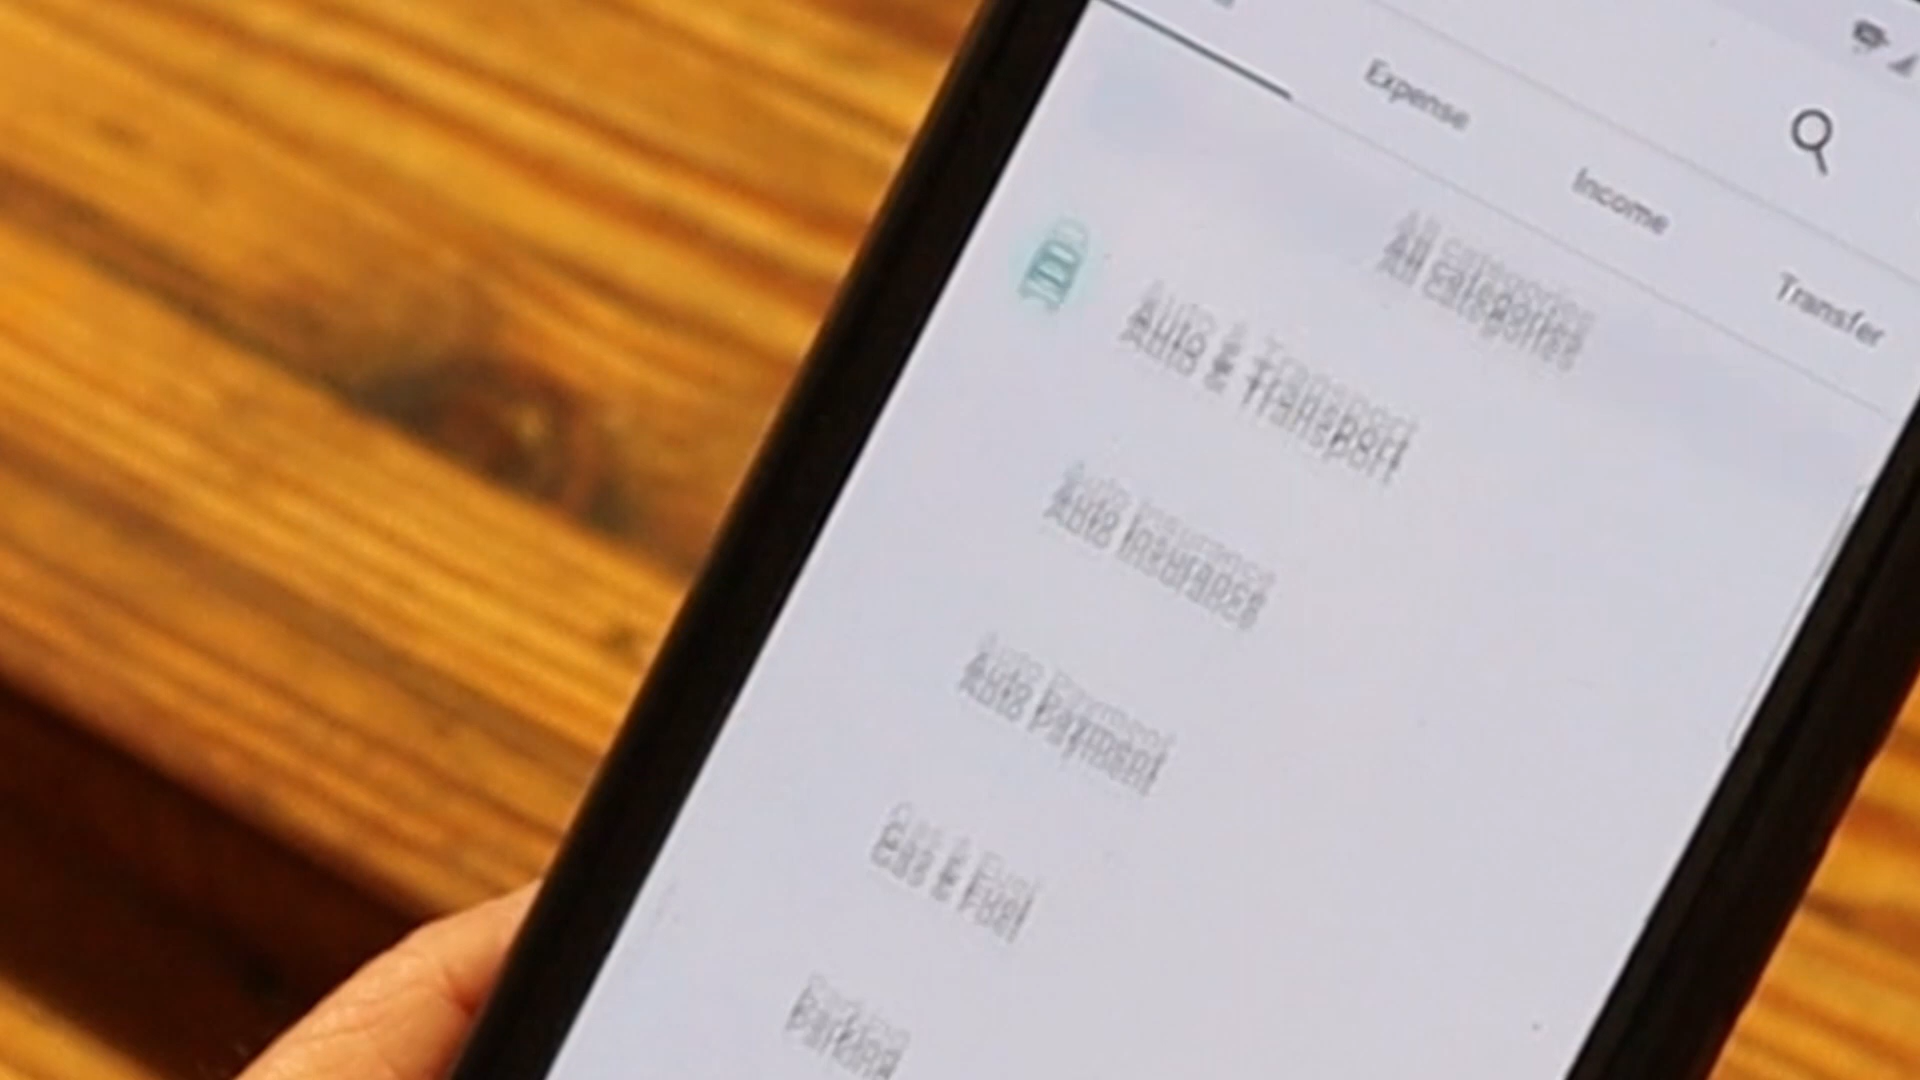 Expense
Income
Transfer
All categories
Auto & Transport
Auto Insurance
Auto Payment
Gas & Fuel
Parking